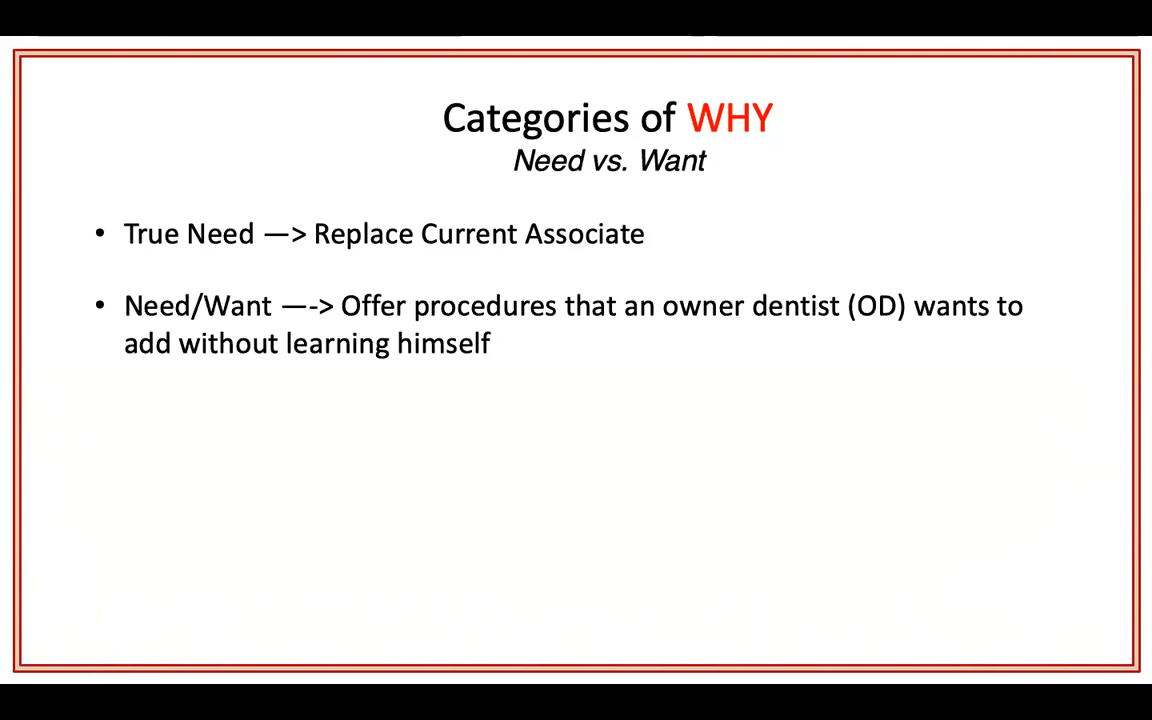 Categories of WHY
Need vs. Want
• True Need —> Replace Current Associate
• Need/Want —-> Offer procedures that an owner dentist (OD) wants to
add without learning himself